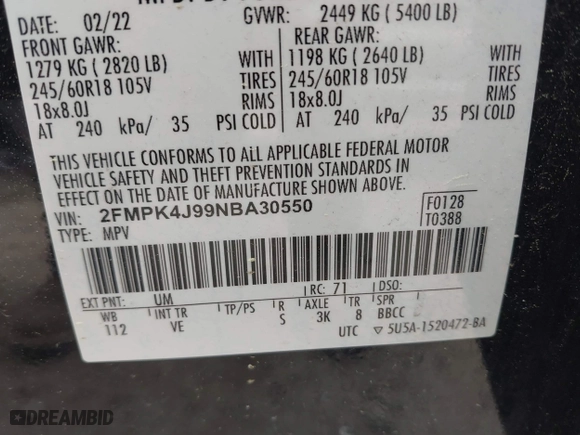 DATE: 02/22 GVWR: 2449 KG ( 5400 LB)
FRONT GAWR: REAR GAWR:
1279 KG ( 2820 LB) WITH 1198 KG ( 2640 LB)
245/60R18 105V TIRES 245/60R18 105V
18x8.0J RIMS 18x8.0J
AT 240 kPa/ 35 PSI COLD AT 240 kPa/ 35 PSI COLD
WITH
TIRES
RIMS
THIS VEHICLE CONFORMS TO ALL APPLICABLE FEDERAL MOTOR
VEHICLE SAFETY AND THEFT PREVENTION STANDARDS IN
EFFECT ON THE DATE OF MANUFACTURE SHOWN ABOVE.
VIN: 2FMPK4J99NBA30550 F0128
TYPE: MPV T0388
EXT PNT: UM RC: 71 DSO:
WB INT TR TP/PS R AXLE TR SPR
112 VE S 3K 8 BBCC
UTC 5U5A-1520472-BA
DREAMBID